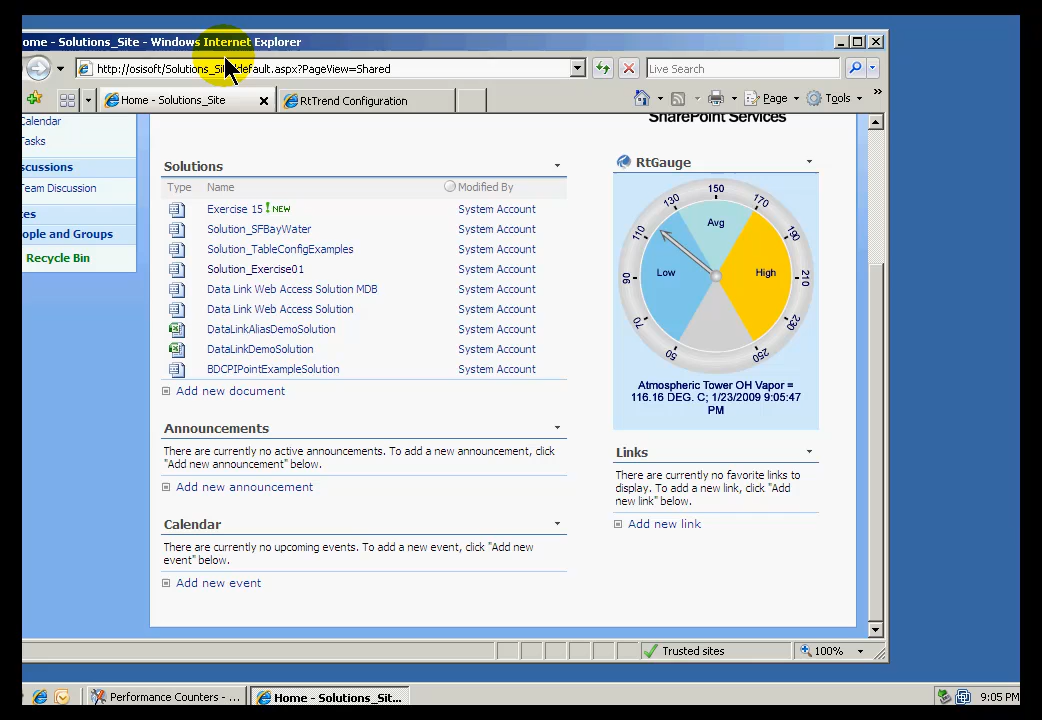 ome - Solutions_Site - Windows Internet Explorer
http://osisoft/Solutions_Site/default.aspx?PageView=Shared
Live Search
Home - Solutions_Site
RtTrend Configuration
Page
Tools
»
Calendar
Tasks
scussions
Team Discussion
es
ople and Groups
Recycle Bin
SharePoint Services
Solutions
Type Name Modified By
Exercise 15 ! NEW System Account
Solution_SFBayWater System Account
Solution_TableConfigExamples System Account
Solution_Exercise01 System Account
Data Link Web Access Solution MDB System Account
Data Link Web Access Solution System Account
DataLinkAliasDemoSolution System Account
DataLinkDemoSolution System Account
BDCPIPointExampleSolution System Account
Add new document
Announcements
There are currently no active announcements. To add a new announcement, click
"Add new announcement" below.
Add new announcement
Calendar
There are currently no upcoming events. To add a new event, click "Add new
event" below.
Add new event
RtGauge
150
130
170
110
190
90
210
70
230
50
250
Avg
Low
High
Atmospheric Tower OH Vapor =
116.16 DEG. C; 1/23/2009 9:05:47
PM
Links
There are currently no favorite links to
display. To add a new link, click "Add
new link" below.
Add new link
Trusted sites
100%
Performance Counters - ...
Home - Solutions_Sit...
9:05 PM